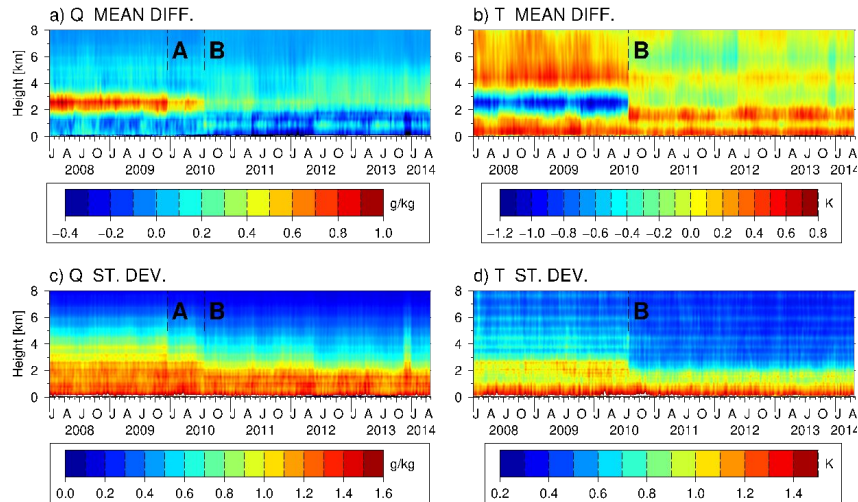 a) Q MEAN DIFF.
b) T MEAN DIFF.
A B
B
Height [km]
8
6
4
2
0
8
6
4
2
0
J A J O J A J O J A J O J A J O J A J O J A J O J A
2008 2009 2010 2011 2012 2013 2014
J A J O J A J O J A J O J A J O J A J O J A J O J A
2008 2009 2010 2011 2012 2013 2014
g/kg
−0.4 −0.2 0.0 0.2 0.4 0.6 0.8 1.0
K
−1.2 −1.0 −0.8 −0.6 −0.4 −0.2 0.0 0.2 0.4 0.6 0.8
c) Q ST. DEV.
d) T ST. DEV.
A B
B
Height [km]
8
6
4
2
0
8
6
4
2
0
J A J O J A J O J A J O J A J O J A J O J A J O J A
2008 2009 2010 2011 2012 2013 2014
J A J O J A J O J A J O J A J O J A J O J A J O J A
2008 2009 2010 2011 2012 2013 2014
g/kg
0.0 0.2 0.4 0.6 0.8 1.0 1.2 1.4 1.6
K
0.2 0.4 0.6 0.8 1.0 1.2 1.4